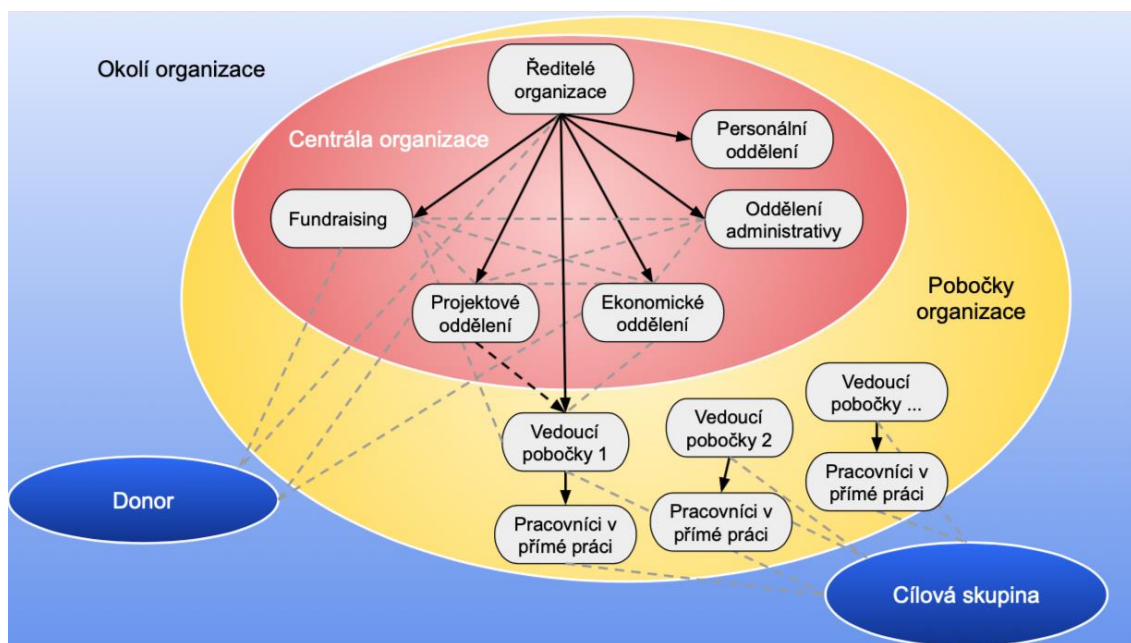 Okolí organizace
Ředitelé
organizace
Centrála organizace
Personální
oddělení
Fundraising
Oddělení
administrativy
Projektové
oddělení
Ekonomické
oddělení
Pobočky
organizace
Vedoucí
pobočky 1
Vedoucí
pobočky 2
Vedoucí
pobočky ...
Pracovníci v
přímé práci
Pracovníci v
přímé práci
Pracovníci v
přímé práci
Donor
Cílová skupina